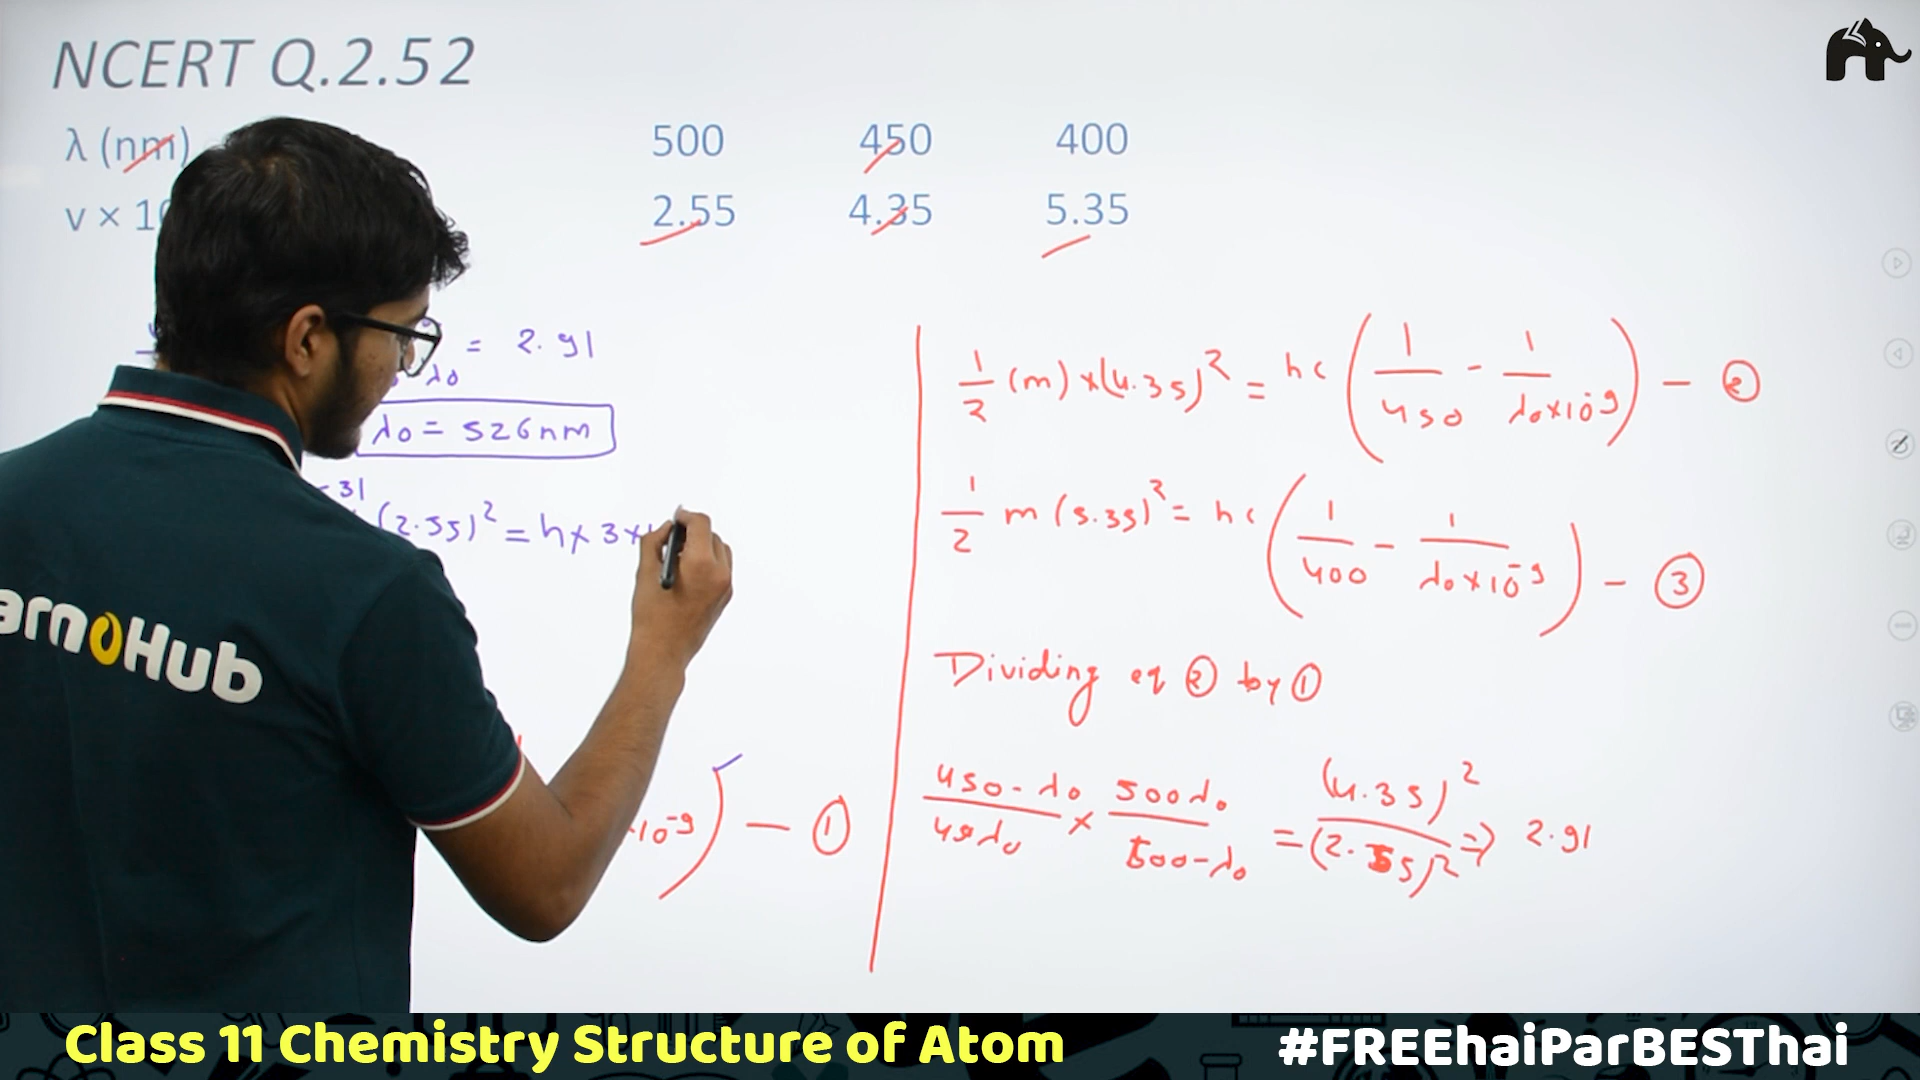 NCERT Q.2.52
λ (nm) 500 450 400
v × 10 2.55 4.35 5.35
= 2.91
λ0
λ0 = 526nm
-31
(2.55)² = h × 3 ×
×10⁻⁹) — ①
1/2 (m) × (4.35)² = hc (1/450 - 1/λ0×10⁻⁹) — ②
1/2 m (5.35)² = hc (1/400 - 1/λ0×10⁻⁹) — ③
Dividing eq ② by ①
450-λ0/45λ0 × 500λ0/500-λ0 = (4.35)²/(2.55)² ⇒ 2.91
arnoHub
Class 11 Chemistry Structure of Atom
#FREEhaiParBESThai